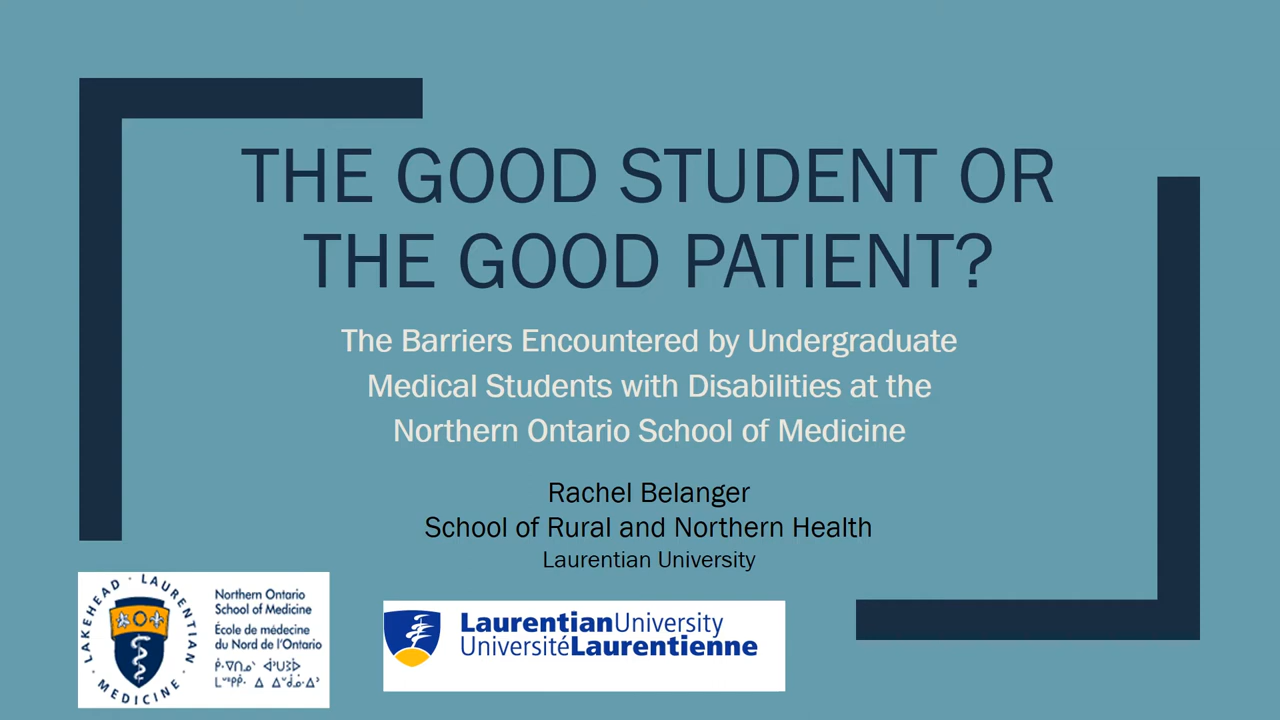 THE GOOD STUDENT OR
THE GOOD PATIENT?
The Barriers Encountered by Undergraduate
Medical Students with Disabilities at the
Northern Ontario School of Medicine
Rachel Belanger
School of Rural and Northern Health
Laurentian University
LAKEHEAD · LAURENTIAN
MEDICINE
Northern Ontario
School of Medicine
École de médecine
du Nord de l'Ontario
LaurentianUniversity
UniversitéLaurentienne